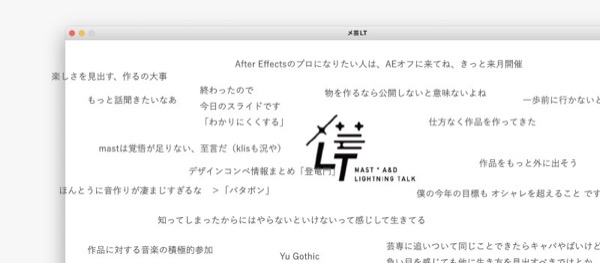 メ芸LT
After Effectsのプロになりたい人は、AEオフに来てね、きっと来月開催
楽しさを見出す、作るの大事
終わったので
もっと話聞きたいなあ
今日のスライドです
「わかりにくくする」
物を作るなら公開しないと意味ないよね
一歩前に行かないと
仕方なく作品を作ってきた
mastは覚悟が足りない、至言だ（klisも況や）
LT
MAST * A&D
LIGHTNING TALK
作品をもっと外に出そう
デザインコンペ情報まとめ「登竜門」
ほんとうに音作りが凄まじすぎるな　＞「パタポン」
僕の今年の目標も オシャレを超えること です
知ってしまったからにはやらないといけないって感じして生きてる
作品に対する音楽の積極的参加
Yu Gothic
芸専に追いついて同じことできたらキャパやばいけど